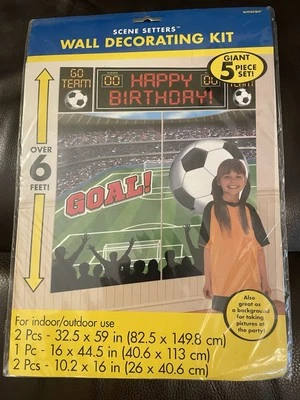 SCENE SETTERS™
WALL DECORATING KIT
GIANT
5 PIECE
SET!
GO
TEAM
00
HAPPY
BIRTHDAY!
00
GO
TEAM
OVER
6
FEET!
GOAL!
Also
great as a
background
for taking
pictures at
the party!
For indoor/outdoor use
2 Pcs - 32.5 x 59 in (82.5 x 149.8 cm)
1 Pc - 16 x 44.5 in (40.6 x 113 cm)
2 Pcs - 10.2 x 16 in (26 x 40.6 cm)